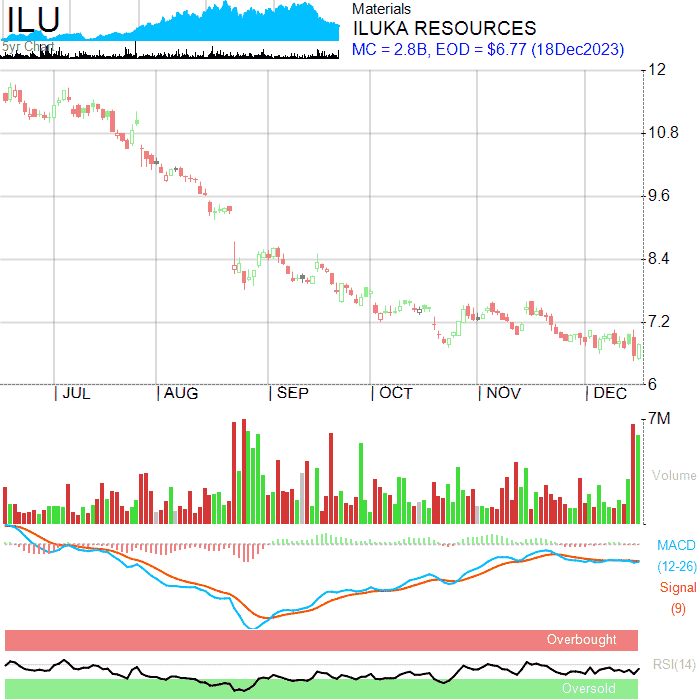 ILU
5yr Chart
Materials
ILUKA RESOURCES
MC = 2.8B, EOD = $6.77 (18Dec2023)
12
10.8
9.6
8.4
7.2
6
| JUL | AUG | SEP | OCT | NOV | DEC
7M
Volume
MACD
(12-26)
Signal
(9)
Overbought
RSI(14)
Oversold